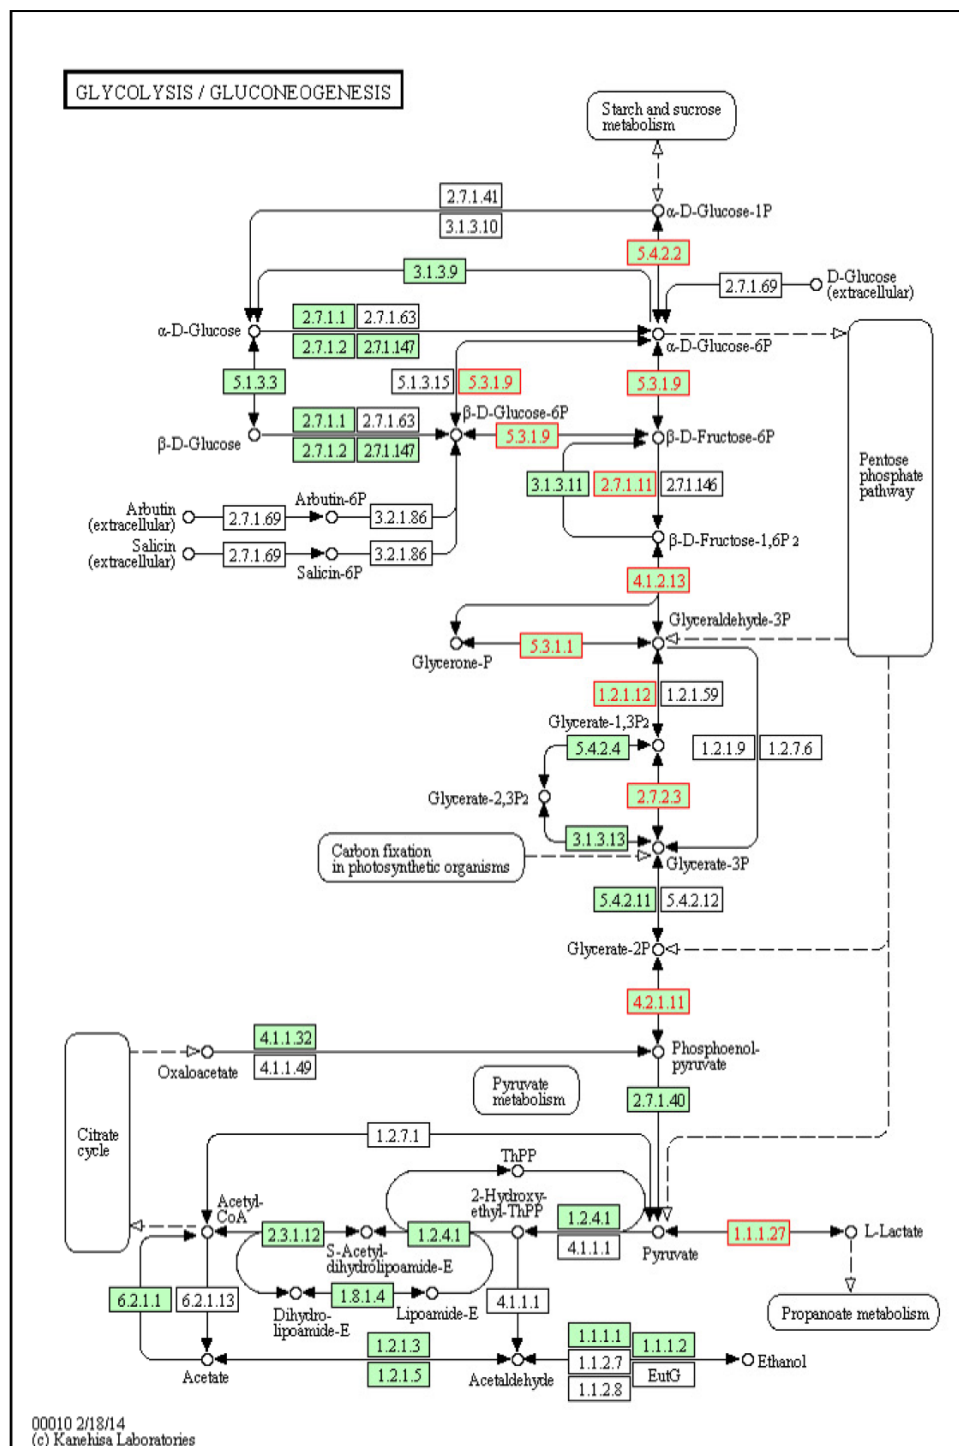 GLYCOLYSIS / GLUCONEOGENESIS
Starch and sucrose
metabolism
2.7.1.41
α-D-Glucose-1P
3.1.3.10
5.4.2.2
3.1.3.9
2.7.1.69
D-Glucose
(extracellular)
2.7.1.1
2.7.1.63
α-D-Glucose
α-D-Glucose-6P
2.7.1.2
2.7.1.147
5.1.3.3
5.1.3.15
5.3.1.9
5.3.1.9
β-D-Glucose-6P
2.7.1.1
2.7.1.63
β-D-Glucose
5.3.1.9
β-D-Fructose-6P
2.7.1.2
2.7.1.147
Pentose
phosphate
pathway
3.1.3.11
2.7.1.11
2.7.1.146
Arbutin-6P
Arbutin
(extracellular)
2.7.1.69
3.2.1.86
β-D-Fructose-1,6P2
Salicin
(extracellular)
2.7.1.69
3.2.1.86
Salicin-6P
4.1.2.13
Glyceraldehyde-3P
5.3.1.1
Glycerone-P
1.2.1.12
1.2.1.59
Glycerate-1,3P2
5.4.2.4
1.2.1.9
1.2.7.6
Glycerate-2,3P2
2.7.2.3
3.1.3.13
Carbon fixation
in photosynthetic organisms
Glycerate-3P
5.4.2.11
5.4.2.12
Glycerate-2P
4.2.1.11
4.1.1.32
Oxaloacetate
4.1.1.49
Phosphoenol-
pyruvate
Pyruvate
metabolism
2.7.1.40
Citrate
cycle
1.2.7.1
ThPP
Acetyl-
CoA
2-Hydroxy-
ethyl-ThPP
2.3.1.12
1.2.4.1
1.2.4.1
1.1.1.27
L-Lactate
S-Acetyl-
dihydrolipoamide-E
4.1.1.1
Pyruvate
6.2.1.1
6.2.1.13
1.8.1.4
4.1.1.1
Dihydro-
lipoamide-E
Lipoamide-E
Propanoate metabolism
1.2.1.3
1.1.1.1
1.1.1.2
Acetate
1.2.1.5
Acetaldehyde
1.1.2.7
EutG
Ethanol
1.1.2.8
00010 2/18/14
(c) Kanehisa Laboratories